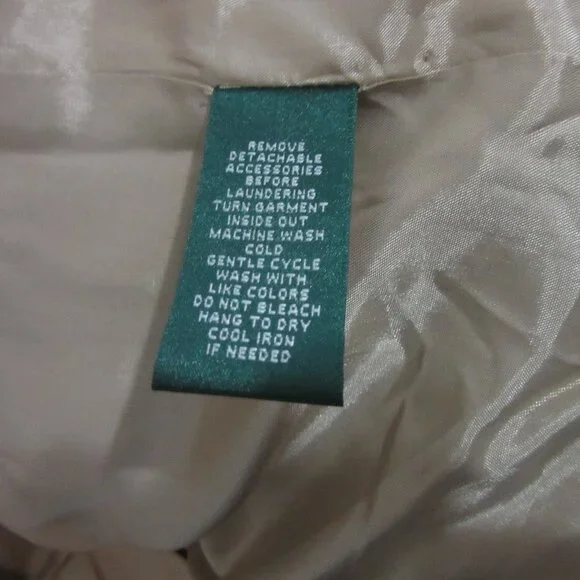 REMOVE
DETACHABLE
ACCESSORIES
BEFORE
LAUNDERING
TURN GARMENT
INSIDE OUT
MACHINE WASH
COLD
GENTLE CYCLE
WASH WITH
LIKE COLORS
DO NOT BLEACH
HANG TO DRY
COOL IRON
IF NEEDED